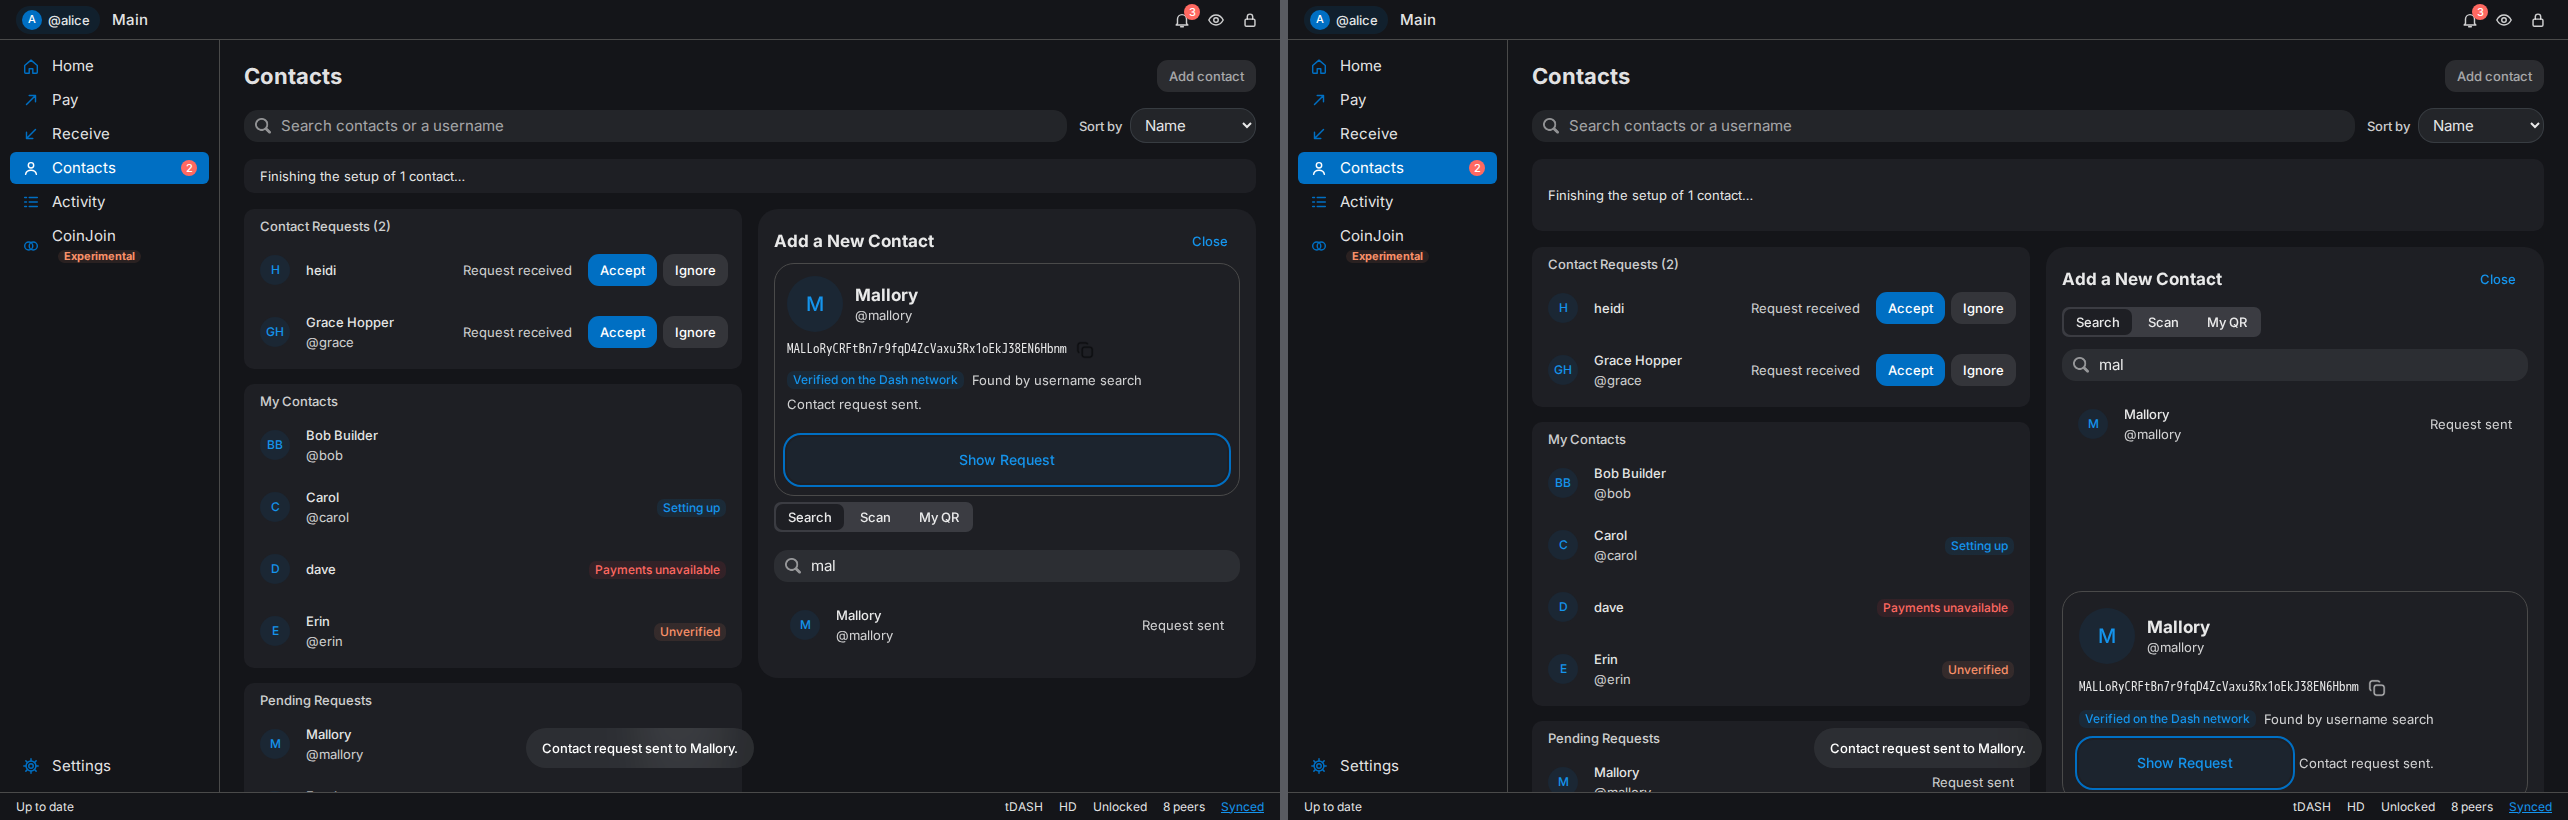 A @alice Main 3
Home
Pay
Receive
Contacts 2
Activity
CoinJoin
Experimental
Settings
Contacts
Add contact
Search contacts or a username
Sort by Name
Finishing the setup of 1 contact...
Contact Requests (2)
H heidi Request received Accept Ignore
GH Grace Hopper Request received Accept Ignore
@grace
My Contacts
BB Bob Builder
@bob
C Carol Setting up
@carol
D dave Payments unavailable
E Erin Unverified
@erin
Pending Requests
M Mallory
@mallory
Add a New Contact Close
M Mallory
@mallory
MALLoRyCRFtBn7r9fqD4ZcVaxu3Rx1oEkJ38EN6Hbnm
Verified on the Dash network Found by username search
Contact request sent.
Show Request
Search Scan My QR
mal
M Mallory Request sent
@mallory
Contact request sent to Mallory.
Up to date tDASH HD Unlocked 8 peers Synced
A @alice Main 3
Home
Pay
Receive
Contacts 2
Activity
CoinJoin
Experimental
Settings
Contacts
Add contact
Search contacts or a username
Sort by Name
Finishing the setup of 1 contact...
Contact Requests (2)
H heidi Request received Accept Ignore
GH Grace Hopper Request received Accept Ignore
@grace
My Contacts
BB Bob Builder
@bob
C Carol Setting up
@carol
D dave Payments unavailable
E Erin Unverified
@erin
Pending Requests
M Mallory Request sent
@mallory
Add a New Contact Close
Search Scan My QR
mal
M Mallory Request sent
@mallory
M Mallory
@mallory
MALLoRyCRFtBn7r9fqD4ZcVaxu3Rx1oEkJ38EN6Hbnm
Verified on the Dash network Found by username search
Show Request Contact request sent.
Contact request sent to Mallory.
Up to date tDASH HD Unlocked 8 peers Synced